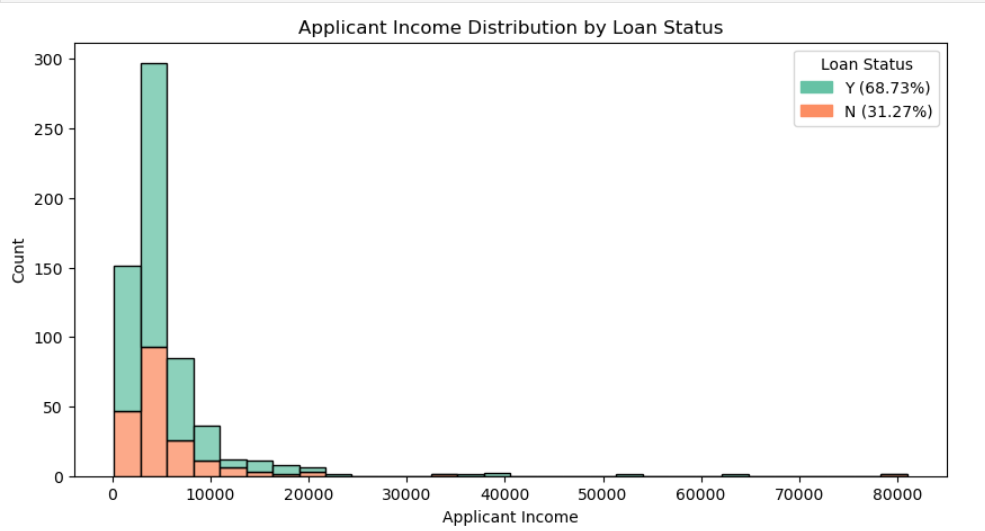 Applicant Income Distribution by Loan Status
300
250
200
150
100
50
0
Count
Loan Status
Y (68.73%)
N (31.27%)
0 10000 20000 30000 40000 50000 60000 70000 80000
Applicant Income